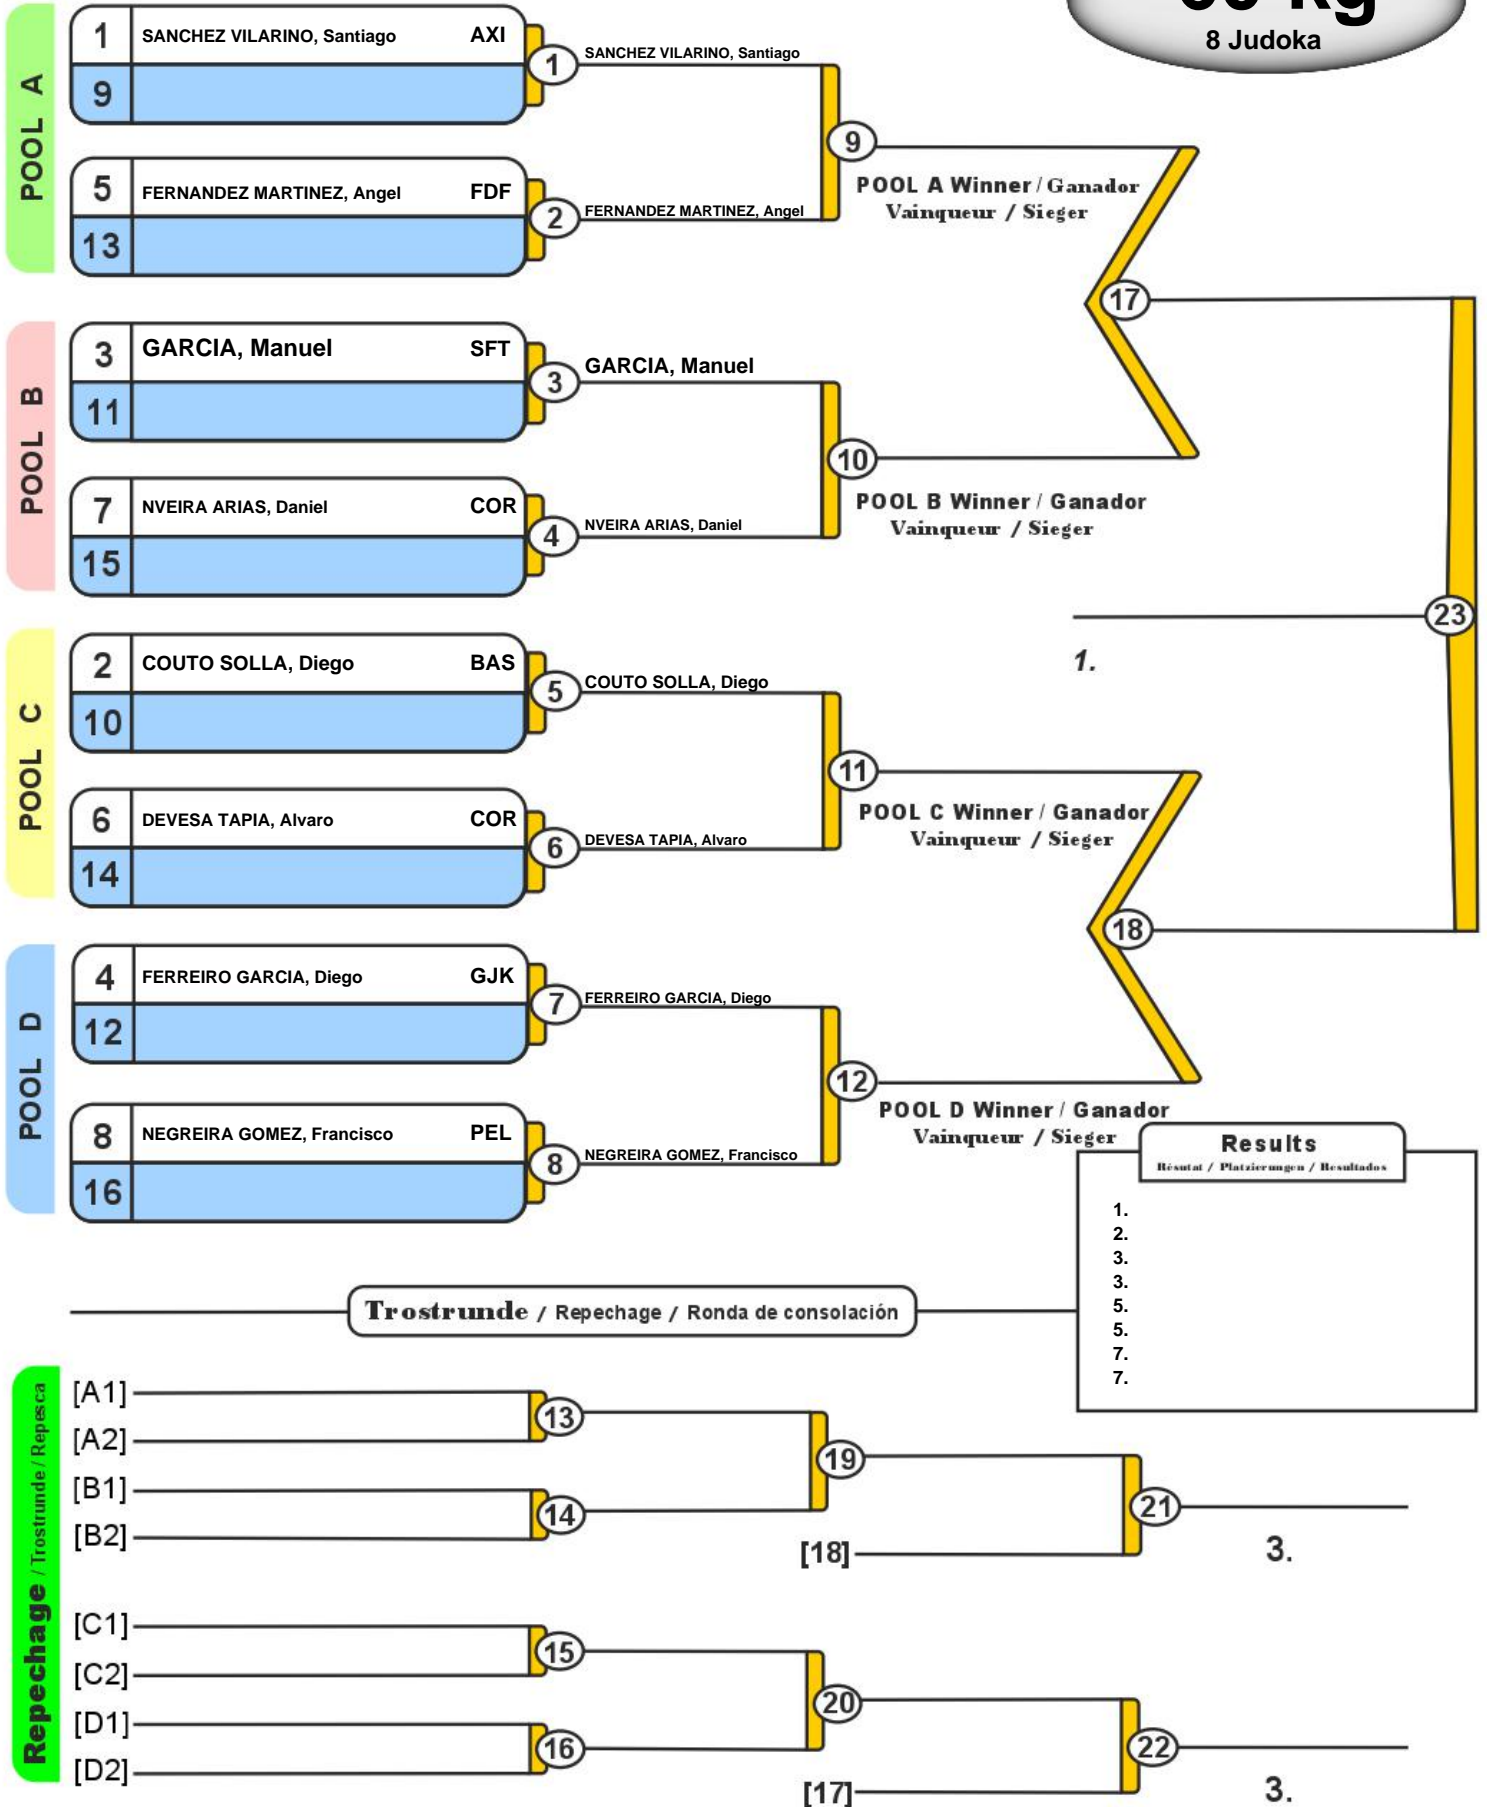 8 Judoka
POOL A
1 SANCHEZ VILARINO, Santiago AXI
9
1
SANCHEZ VILARINO, Santiago
5 FERNANDEZ MARTINEZ, Angel FDF
13
2
FERNANDEZ MARTINEZ, Angel
9
POOL A Winner / Ganador
Vainqueur / Sieger
POOL B
3 GARCIA, Manuel SFT
11
3
GARCIA, Manuel
7 NVEIRA ARIAS, Daniel COR
15
4
NVEIRA ARIAS, Daniel
10
POOL B Winner / Ganador
Vainqueur / Sieger
17
POOL C
2 COUTO SOLLA, Diego BAS
10
5
COUTO SOLLA, Diego
6 DEVESA TAPIA, Alvaro COR
14
6
DEVESA TAPIA, Alvaro
11
POOL C Winner / Ganador
Vainqueur / Sieger
POOL D
4 FERREIRO GARCIA, Diego GJK
12
7
FERREIRO GARCIA, Diego
8 NEGREIRA GOMEZ, Francisco PEL
16
8
NEGREIRA GOMEZ, Francisco
12
POOL D Winner / Ganador
Vainqueur / Sieger
18
23
1.
Results
Résutat / Platzierungen / Resultados
1.
2.
3.
3.
5.
5.
7.
7.
Trostrunde / Repechage / Ronda de consolación
Repechage / Trostrunde / Repesca
[A1]
[A2]
13
[B1]
[B2]
14
19
[18]
21
3.
[C1]
[C2]
15
[D1]
[D2]
16
20
[17]
22
3.